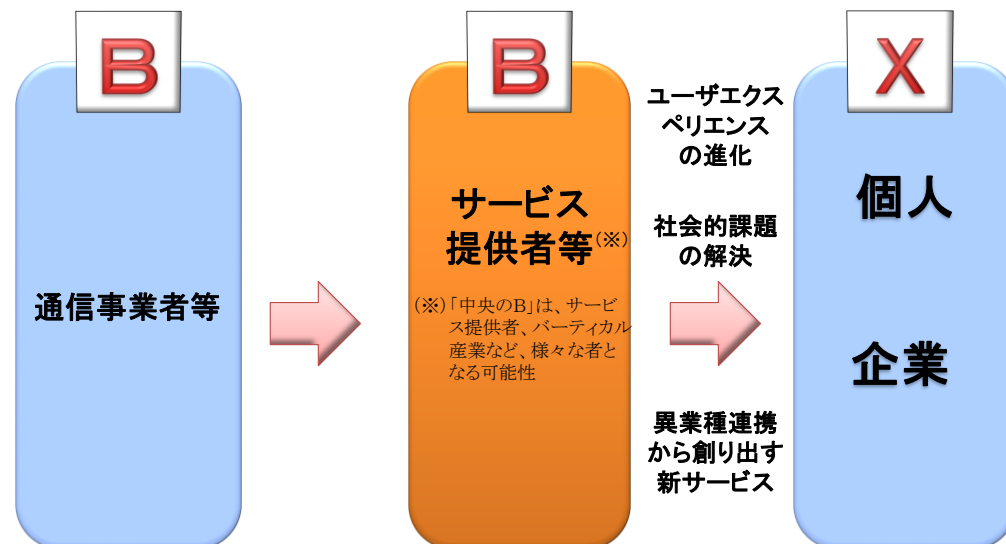 B
通信事業者等
B
サービス
提供者等(※)
(※)「中央のB」は、サービ
ス提供者、バーティカル
産業など、様々な者と
なる可能性
ユーザエクス
ペリエンス
の進化
社会的課題
の解決
異業種連携
から創り出す
新サービス
X
個人
企業